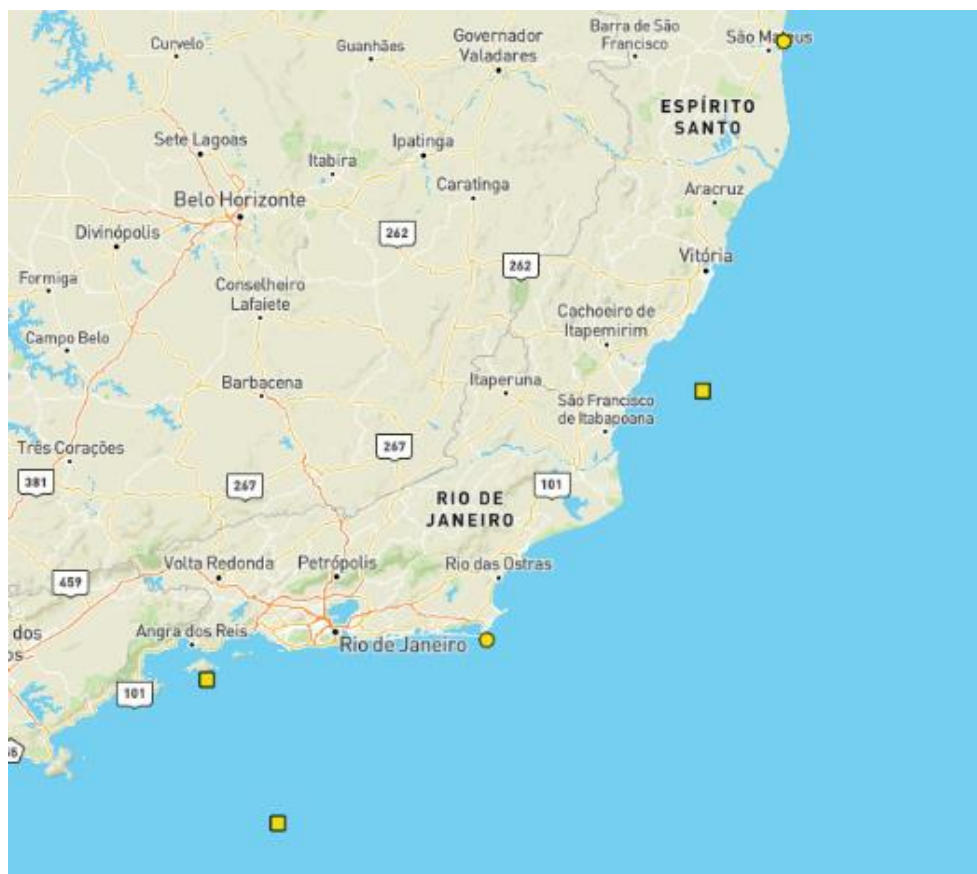 Curvelo
Guanhães
Governador
Valadares
Barra de São
Francisco
São Mateus
ESPÍRITO
SANTO
Sete Lagoas
Itabira
Ipatinga
Caratinga
Aracruz
Belo Horizonte
Divinópolis
262
262
Vitória
Formiga
Conselheiro
Lafaiete
Cachoeiro de
Itapemirim
Campo Belo
Barbacena
Itaperuna
São Francisco
de Itabapoana
Três Corações
267
381
267
101
RIO DE
JANEIRO
Volta Redonda
Petrópolis
Rio das Ostras
459
dos
os
Angra dos Reis
Rio de Janeiro
101